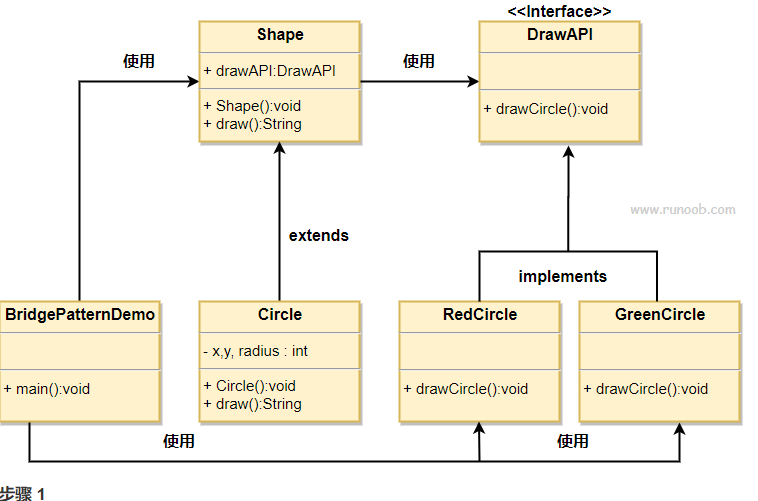 <<Interface>>
Shape
DrawAPI
使用
使用
+ drawAPI:DrawAPI
+ Shape():void
+ draw():String
+ drawCircle():void
www.runoob.com
extends
implements
BridgePatternDemo
Circle
RedCircle
GreenCircle
- x,y, radius : int
+ main():void
+ Circle():void
+ draw():String
+ drawCircle():void
+ drawCircle():void
使用
使用
步骤 1